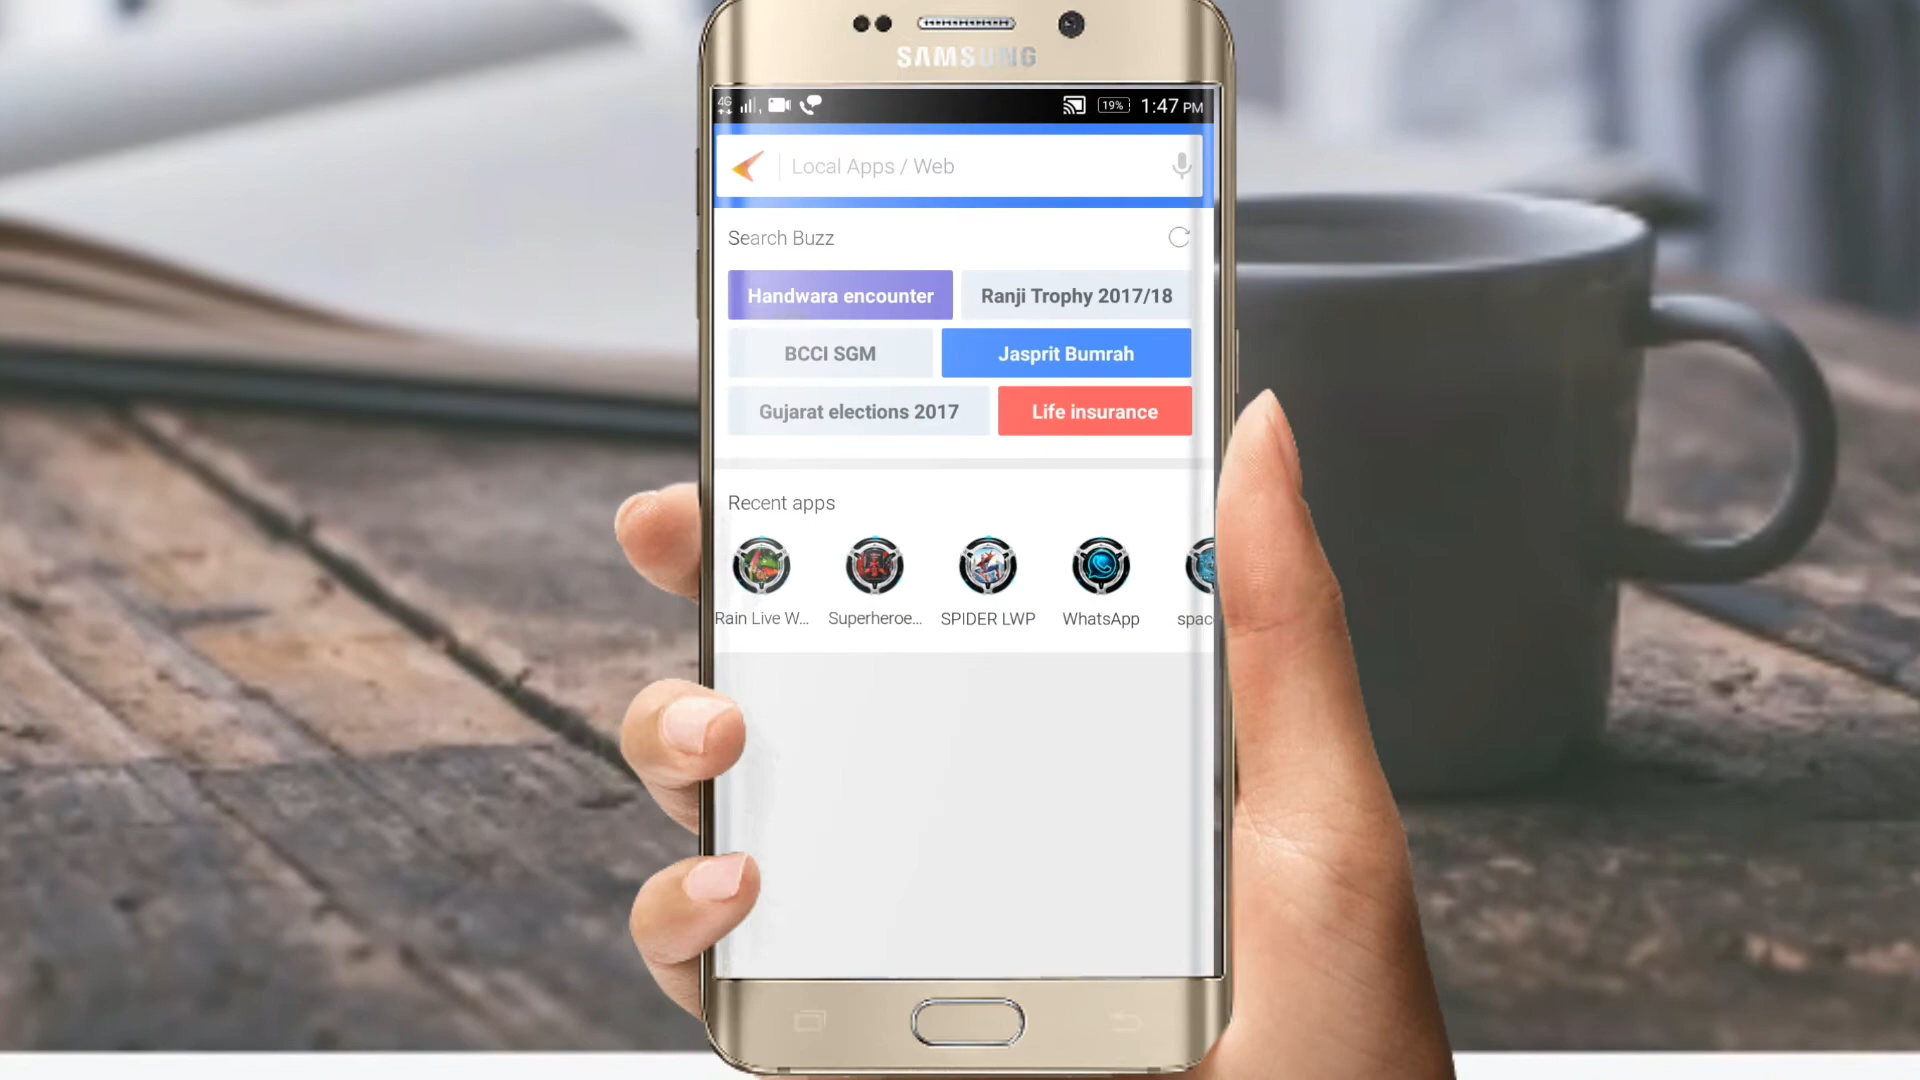 SAMSUNG
4G 19% 1:47 PM
Local Apps / Web
Search Buzz
Handwara encounter Ranji Trophy 2017/18
BCCI SGM Jasprit Bumrah
Gujarat elections 2017 Life insurance
Recent apps
Rain Live W... Superheroe... SPIDER LWP WhatsApp spac